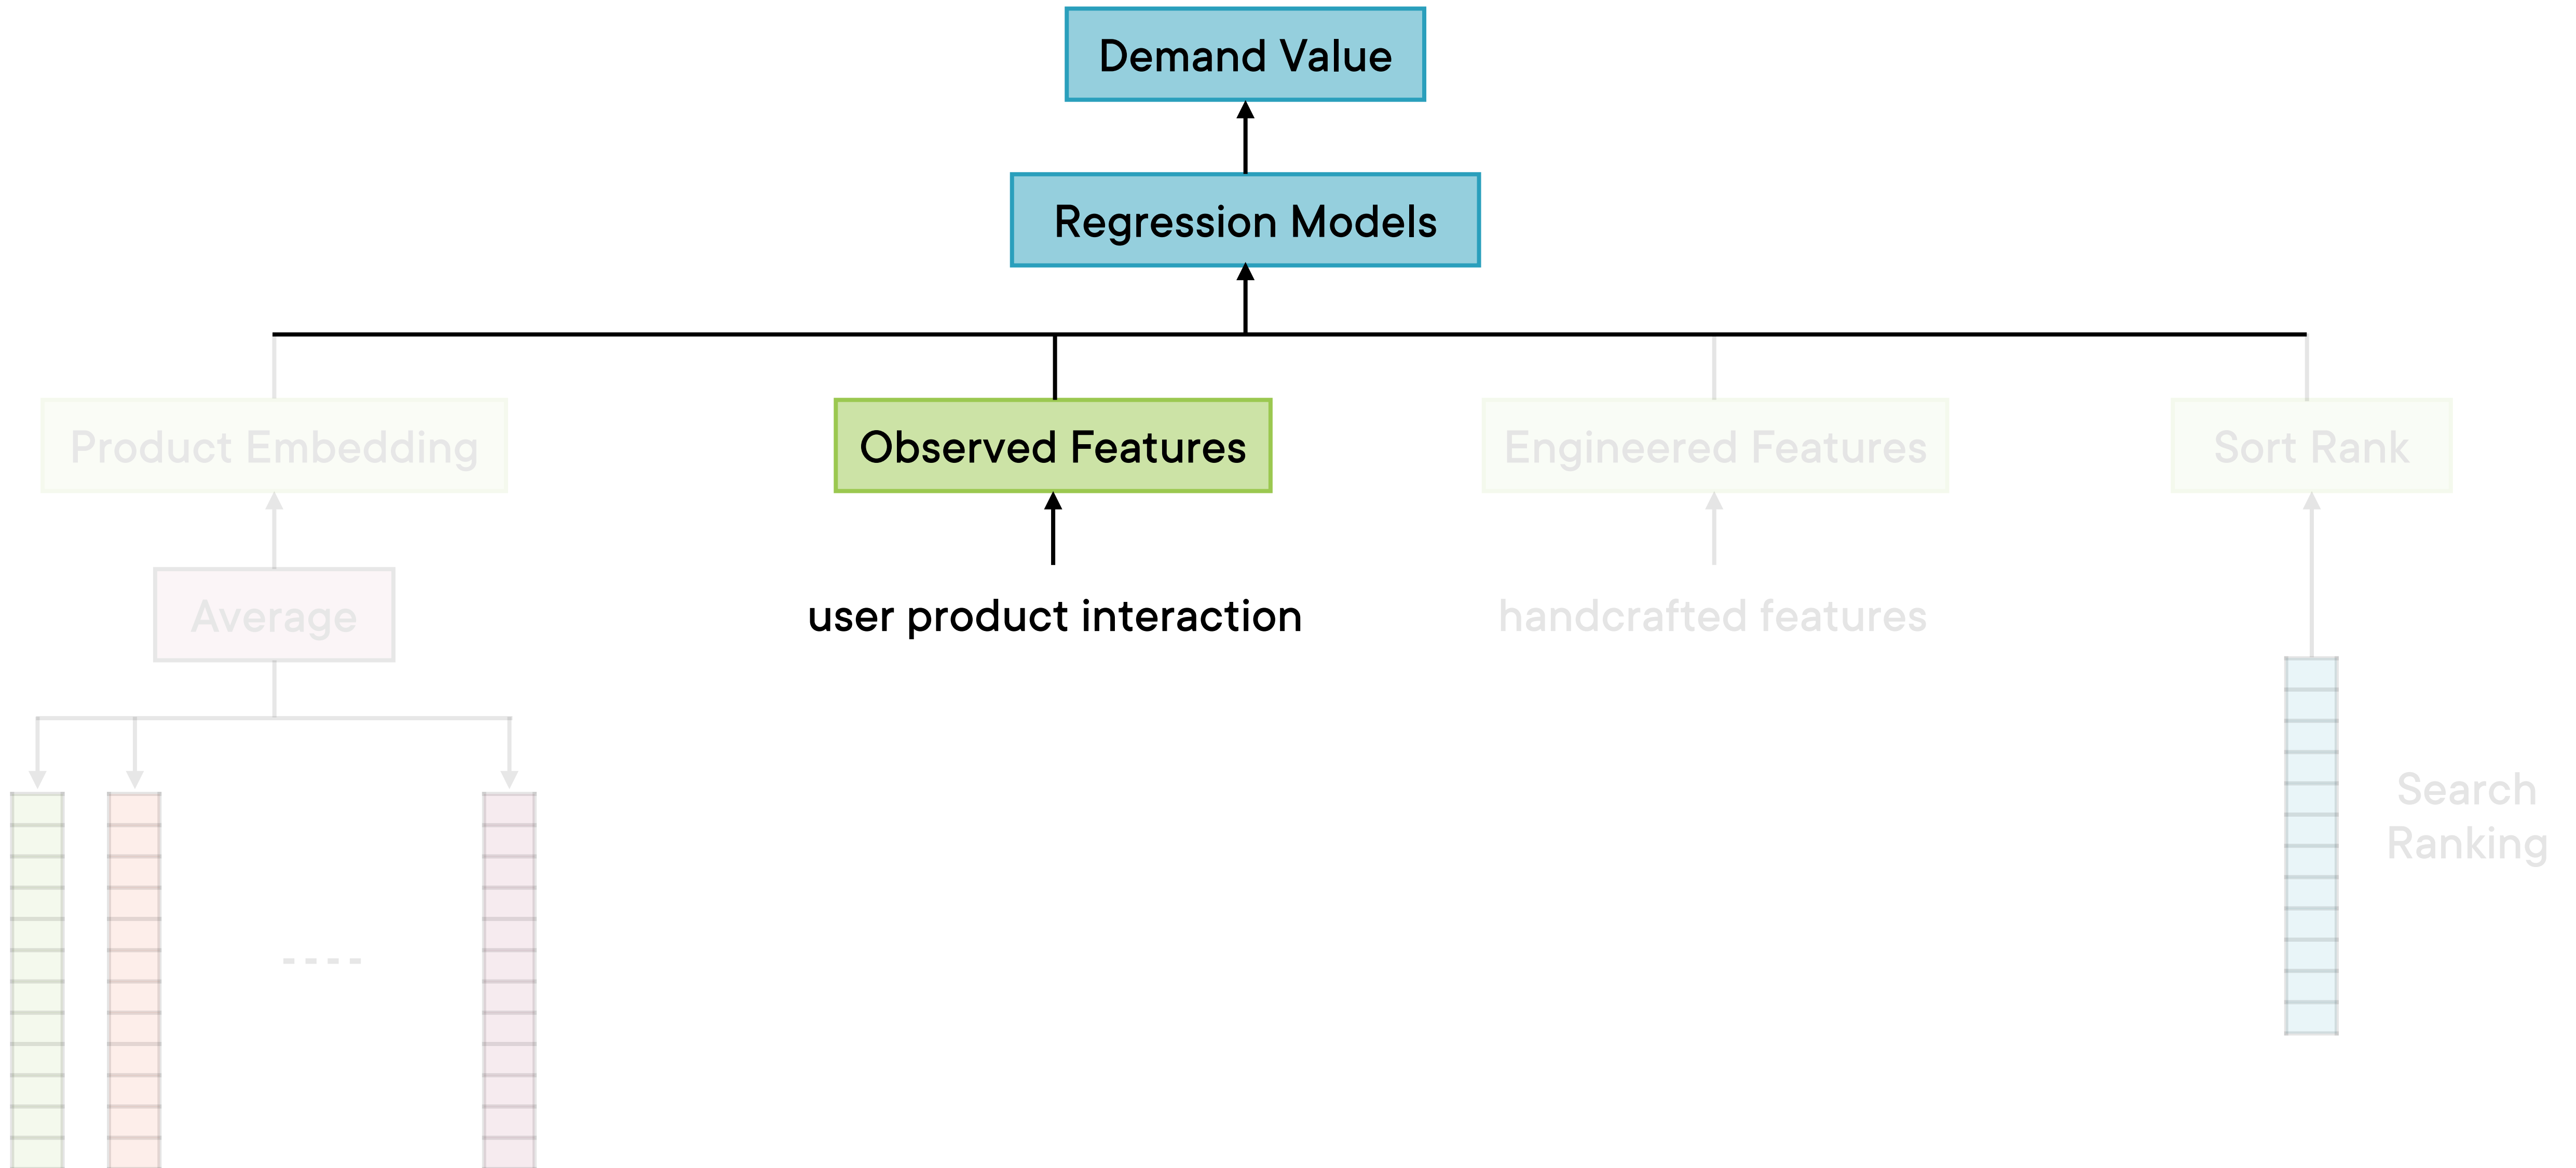 Demand Value
Regression Models
Product Embedding
Observed Features
Engineered Features
Sort Rank
Average
user product interaction
handcrafted features
Search
Ranking